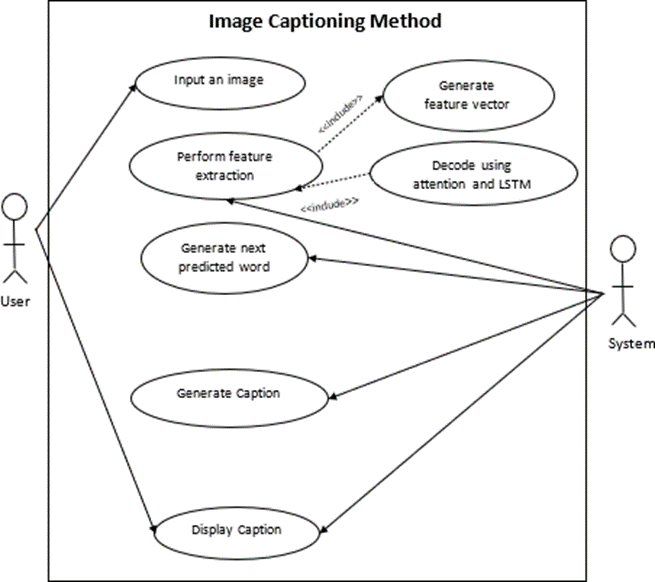 Image Captioning Method
Input an image
Generate
feature vector
<<include>>
Perform feature
extraction
Decode using
attention and LSTM
<<include>>
Generate next
predicted word
User
System
Generate Caption
Display Caption